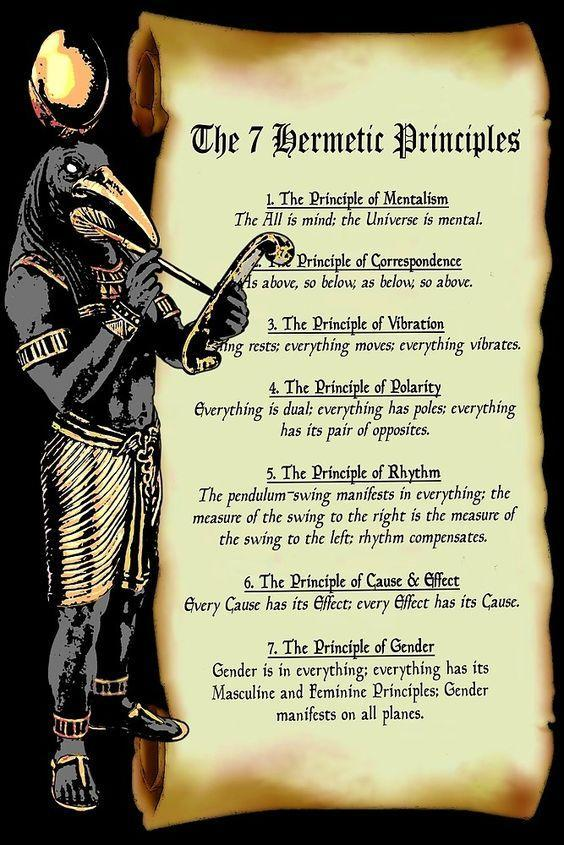 The 7 Hermetic Principles
1. The Principle of Mentalism
The All is mind; the Universe is mental.
2. The Principle of Correspondence
As above, so below; as below, so above.
3. The Principle of Vibration
rests; everything moves; everything vibrates.
4. The Principle of Polarity
Everything is dual; everything has poles; everything
has its pair of opposites.
5. The Principle of Rhythm
The pendulum-swing manifests in everything; the
measure of the swing to the right is the measure of
the swing to the left; rhythm compensates.
6. The Principle of Cause & Effect
Every Cause has its Effect; every Effect has its Cause.
7. The Principle of Gender
Gender is in everything; everything has its
Masculine and Feminine Principles; Gender
manifests on all planes.